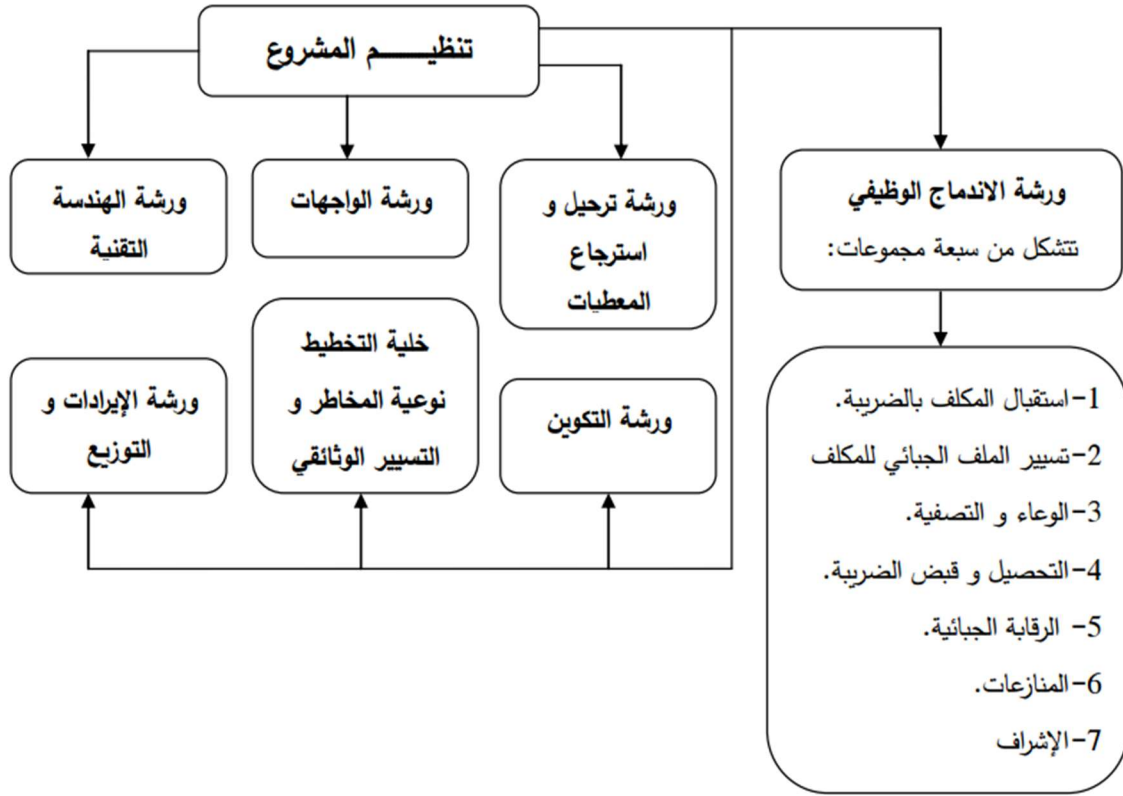 تنظيـــــم المشروع
ورشة الاندماج الوظيفي
تتشكل من سبعة مجموعات:
ورشة ترحيل و
استرجاع
المعطيات
ورشة الواجهات
ورشة الهندسة
التقنية
ورشة التكوين
خلية التخطيط
نوعية المخاطر و
التسيير الوثائقي
ورشة الإيرادات و
التوزيع
1-استقبال المكلف بالضريبة.
2-تسيير الملف الجبائي للمكلف
3-الوعاء و التصفية.
4-التحصيل و قبض الضريبة.
5- الرقابة الجبائية.
6-المنازعات.
7-الإشراف